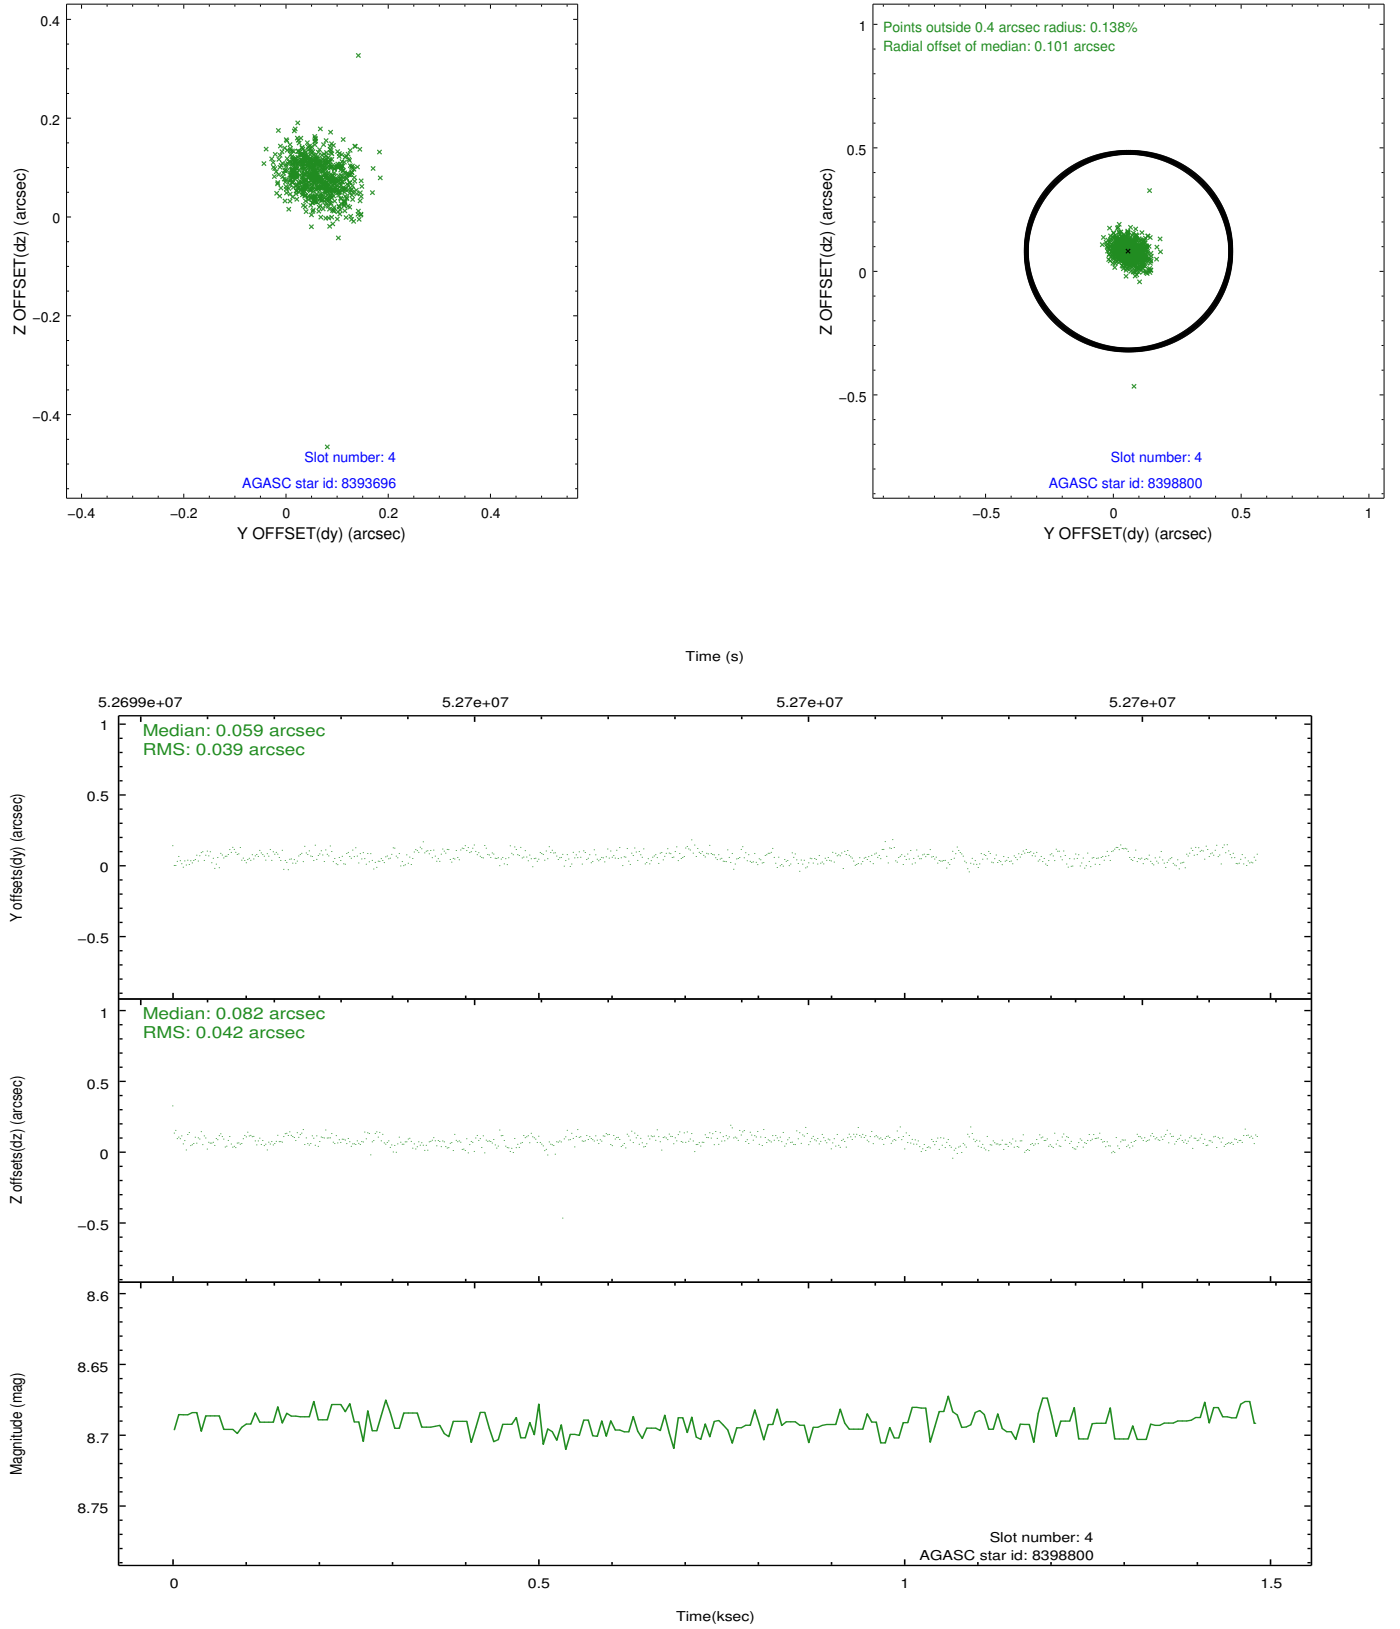 0.4
0.2
0
−0.2
−0.4
Z OFFSET(dz) (arcsec)
Slot number: 4
AGASC star id: 8393696
−0.4
−0.2
0
0.2
0.4
Y OFFSET(dy) (arcsec)
Points outside 0.4 arcsec radius: 0.138%
Radial offset of median: 0.101 arcsec
1
0.5
0
−0.5
Z OFFSET(dz) (arcsec)
Slot number: 4
AGASC star id: 8398800
−0.5
0
0.5
1
Y OFFSET(dy) (arcsec)
Time (s)
5.2699e+07
5.27e+07
5.27e+07
5.27e+07
Median: 0.059 arcsec
RMS: 0.039 arcsec
1
0.5
0
−0.5
Y offsets(dy) (arcsec)
Median: 0.082 arcsec
RMS: 0.042 arcsec
1
0.5
0
−0.5
Z offsets(dz) (arcsec)
8.6
8.65
8.7
8.75
Magnitude (mag)
Slot number: 4
AGASC star id: 8398800
0
0.5
1
1.5
Time(ksec)